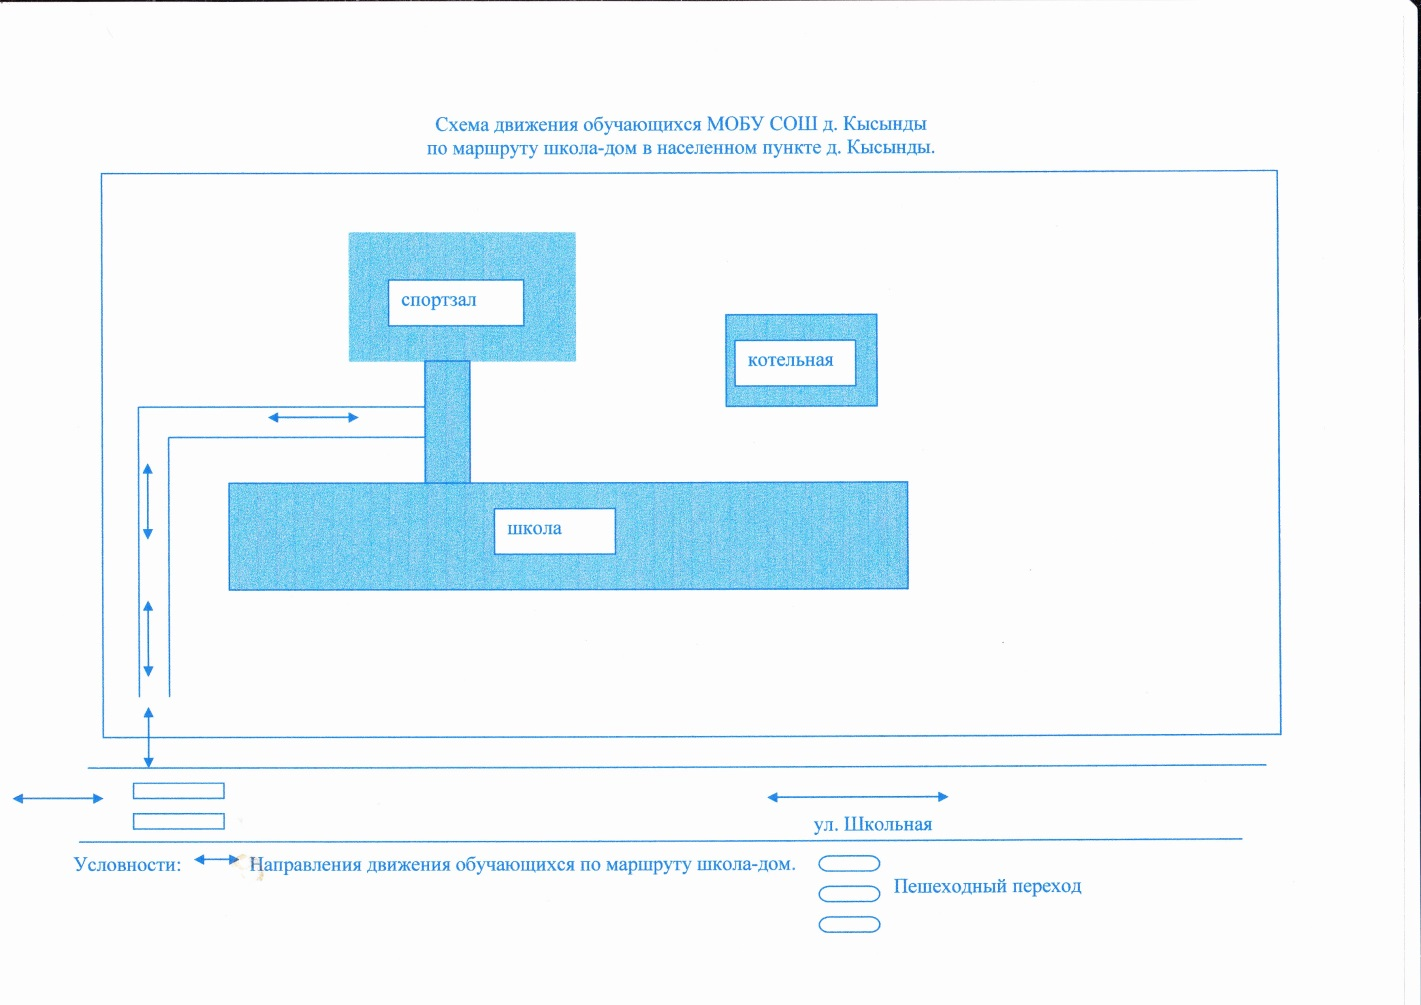 Схема движения обучающихся МОБУ СОШ д. Кысынды
по маршруту школа-дом в населенном пункте д. Кысынды.
спортзал
котельная
школа
ул. Школьная
Условности:
Направления движения обучающихся по маршруту школа-дом.
Пешеходный переход